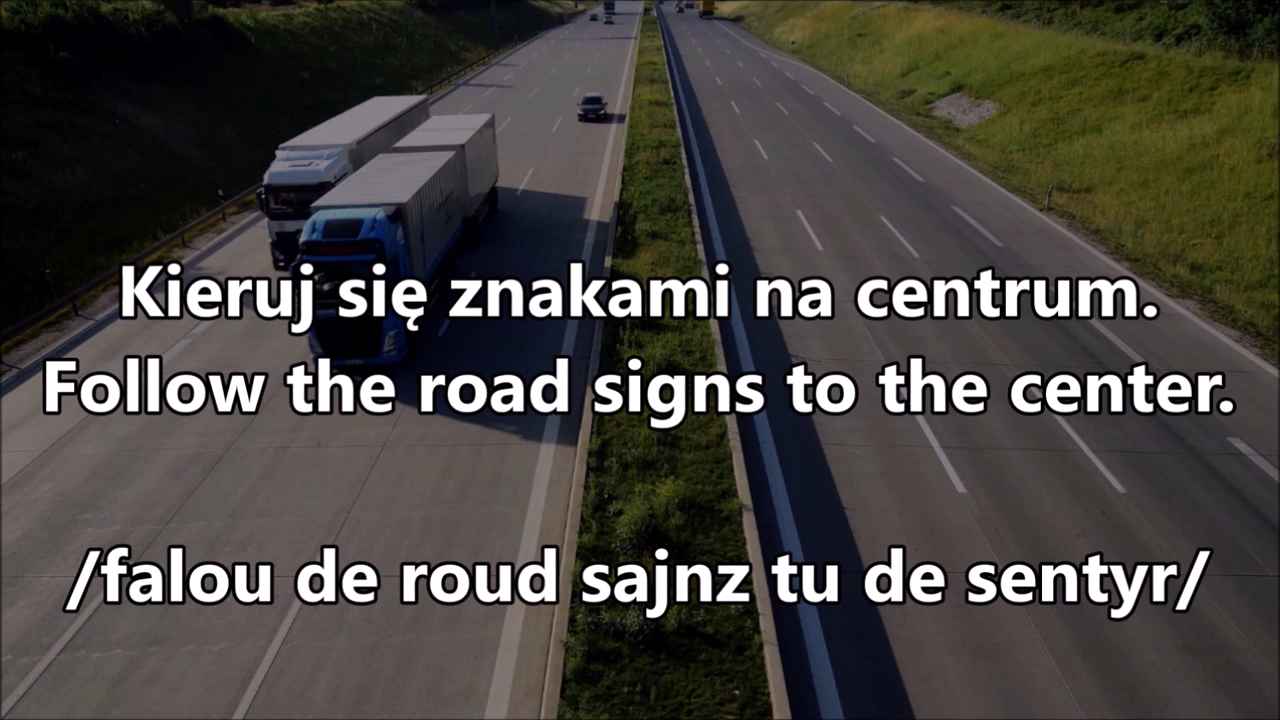 Kieruj się znakami na centrum.
Follow the road signs to the center.
/falou de roud sajnz tu de sentyr/